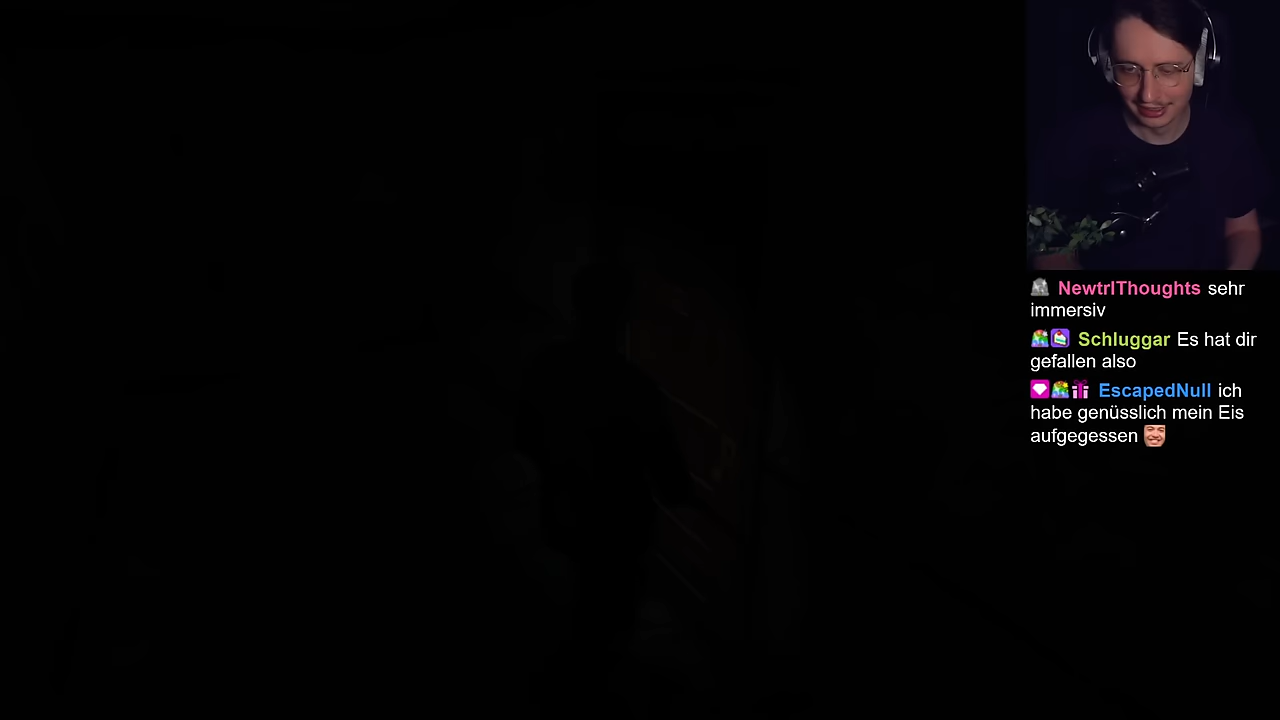 NewtrlThoughts sehr
immersiv
Schluggar Es hat dir
gefallen also
EscapedNull ich
habe genüsslich mein Eis
aufgegessen